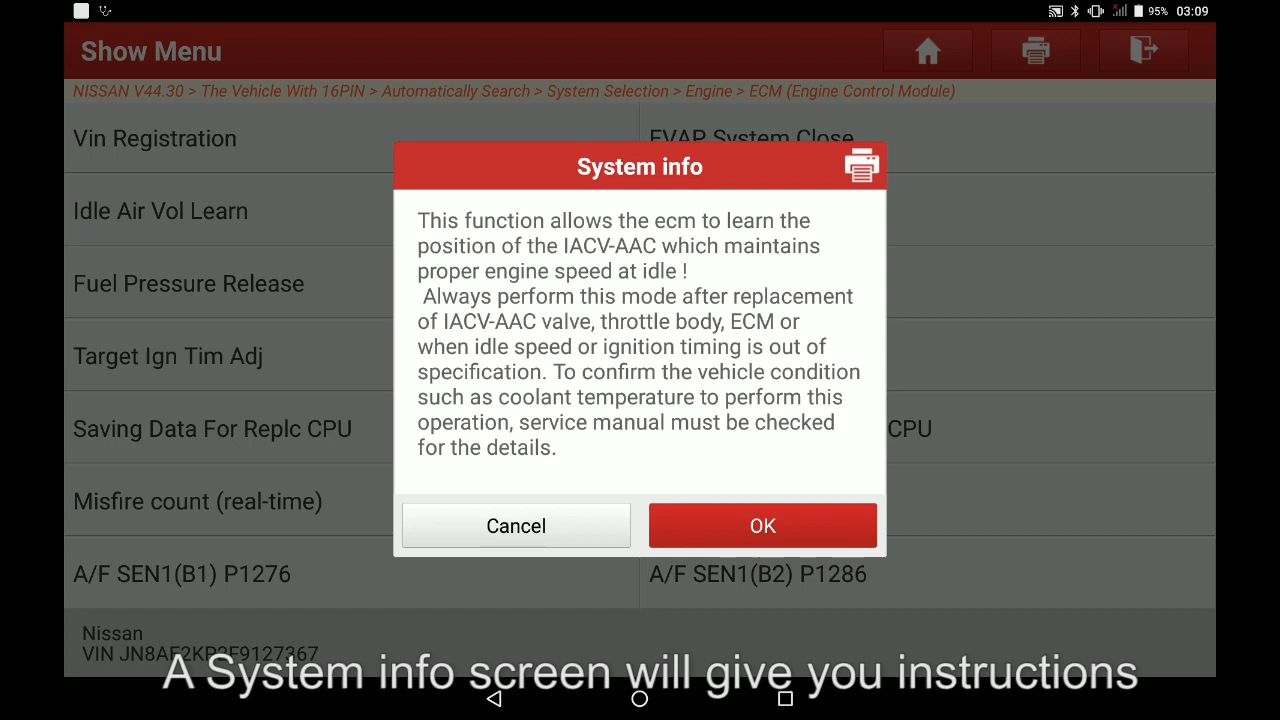 95% 03:09
Show Menu
NISSAN V44.30 > The Vehicle With 16PIN > Automatically Search > System Selection > Engine > ECM (Engine Control Module)
Vin Registration
EVAP System Close
Idle Air Vol Learn
Fuel Pressure Release
Target Ign Tim Adj
Saving Data For Replc CPU
CPU
Misfire count (real-time)
A/F SEN1(B1) P1276
A/F SEN1(B2) P1286
System info
This function allows the ecm to learn the
position of the IACV-AAC which maintains
proper engine speed at idle !
Always perform this mode after replacement
of IACV-AAC valve, throttle body, ECM or
when idle speed or ignition timing is out of
specification. To confirm the vehicle condition
such as coolant temperature to perform this
operation, service manual must be checked
for the details.
Cancel
OK
Nissan
VIN
A System info screen will give you instructions